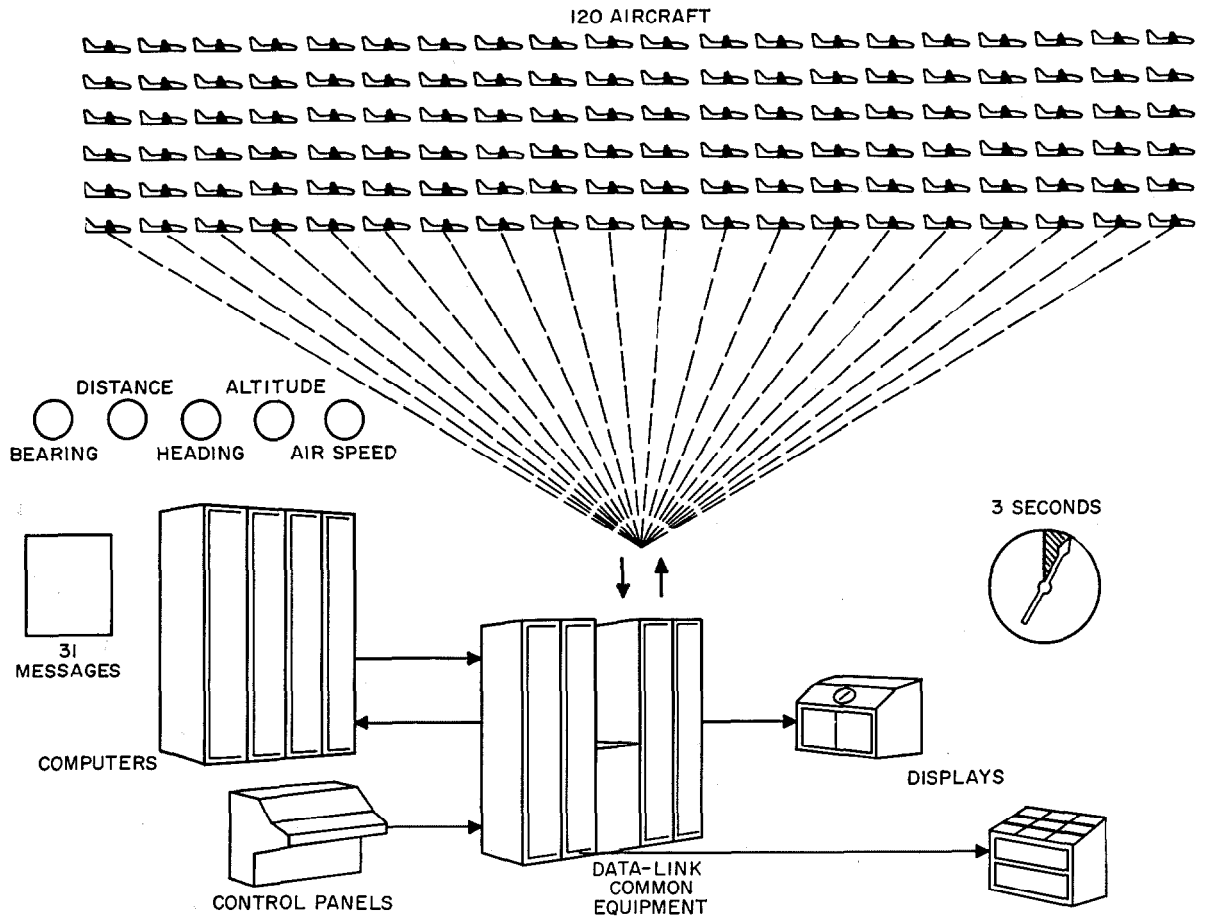 120 AIRCRAFT
DISTANCE ALTITUDE
BEARING HEADING AIR SPEED
3 SECONDS
31
MESSAGES
COMPUTERS
DISPLAYS
CONTROL PANELS
DATA-LINK
COMMON
EQUIPMENT